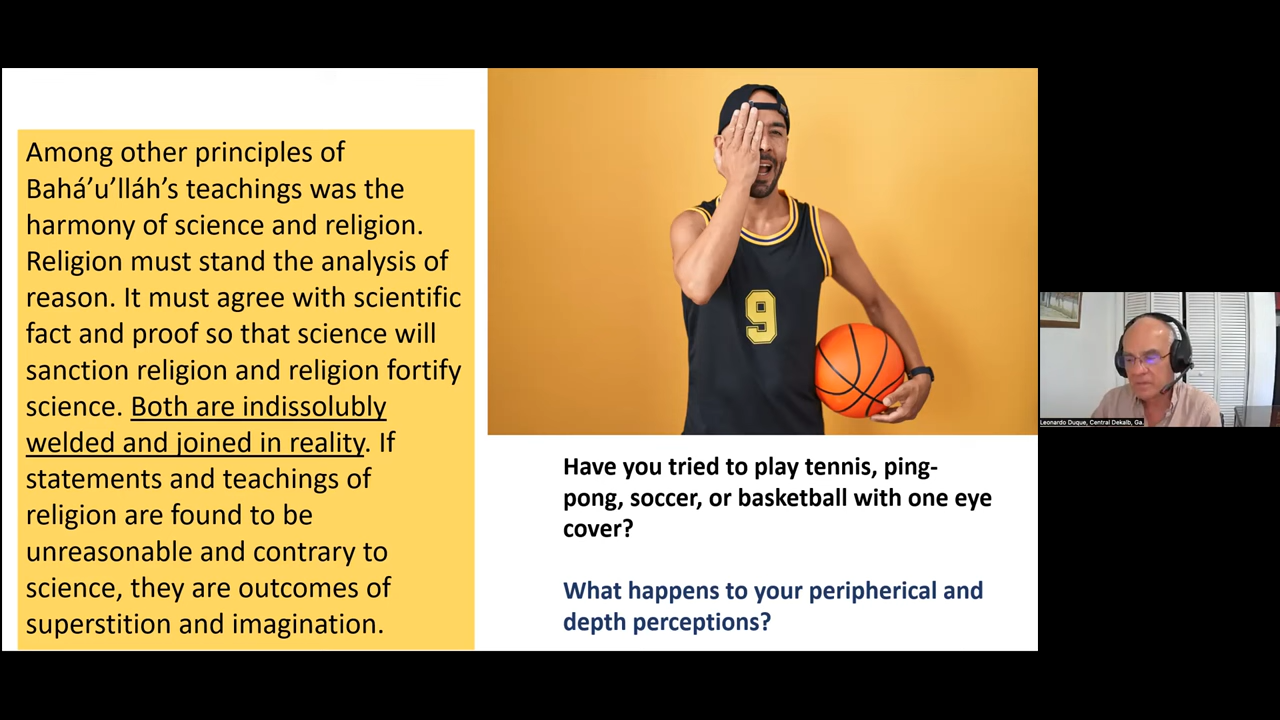 Among other principles of
Bahá’u’lláh’s teachings was the
harmony of science and religion.
Religion must stand the analysis of
reason. It must agree with scientific
fact and proof so that science will
sanction religion and religion fortify
science. Both are indissolubly
welded and joined in reality. If
statements and teachings of
religion are found to be
unreasonable and contrary to
science, they are outcomes of
superstition and imagination.
9
Have you tried to play tennis, ping-
pong, soccer, or basketball with one eye
cover?
What happens to your peripherical and
depth perceptions?
Leonardo Duque, Central Dekalb, Ga.